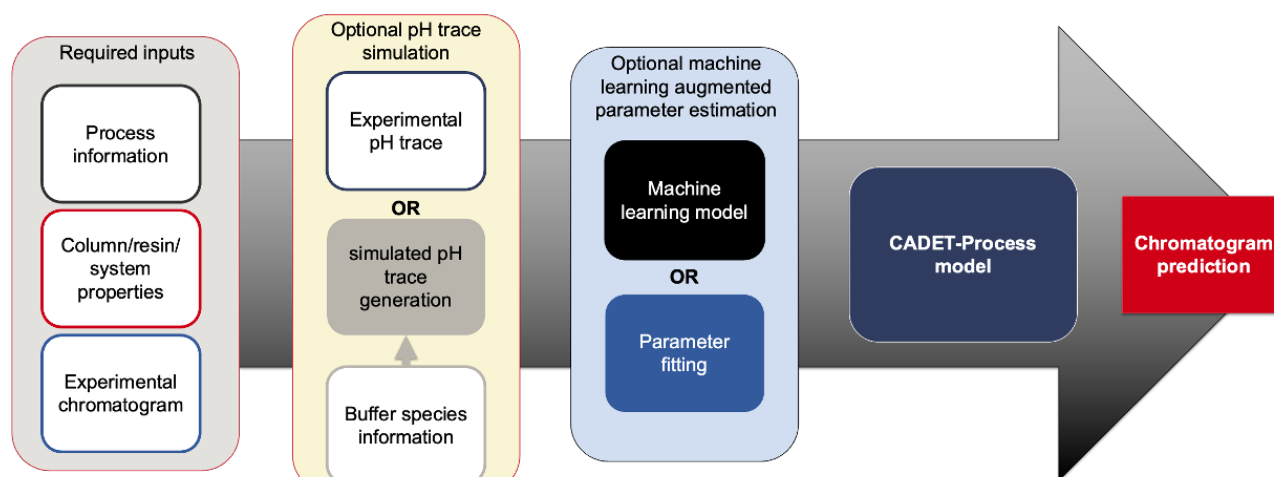 Required inputs
Process
information
Column/resin/
system
properties
Experimental
chromatogram
Optional pH trace
simulation
Experimental
pH trace
OR
simulated pH
trace
generation
Buffer species
information
Optional machine
learning augmented
parameter estimation
Machine
learning model
OR
Parameter
fitting
CADET-Process
model
Chromatogram
prediction